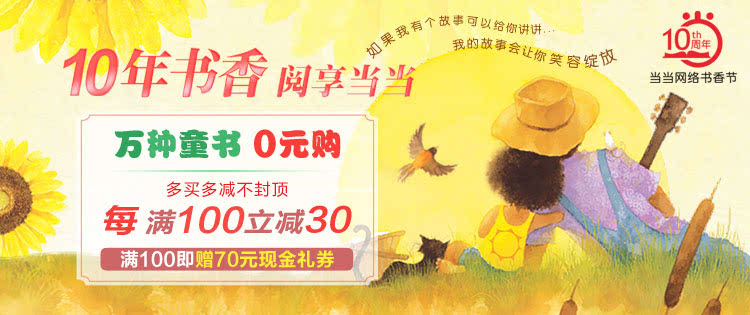 如果我有个故事可以给你讲讲...
我的故事会让你笑容绽放
10th
周年
当当网络书香节
10年书香 阅享当当
万种童书 0元购
多买多减不封顶
每 满100立减30
满100即赠70元现金礼券